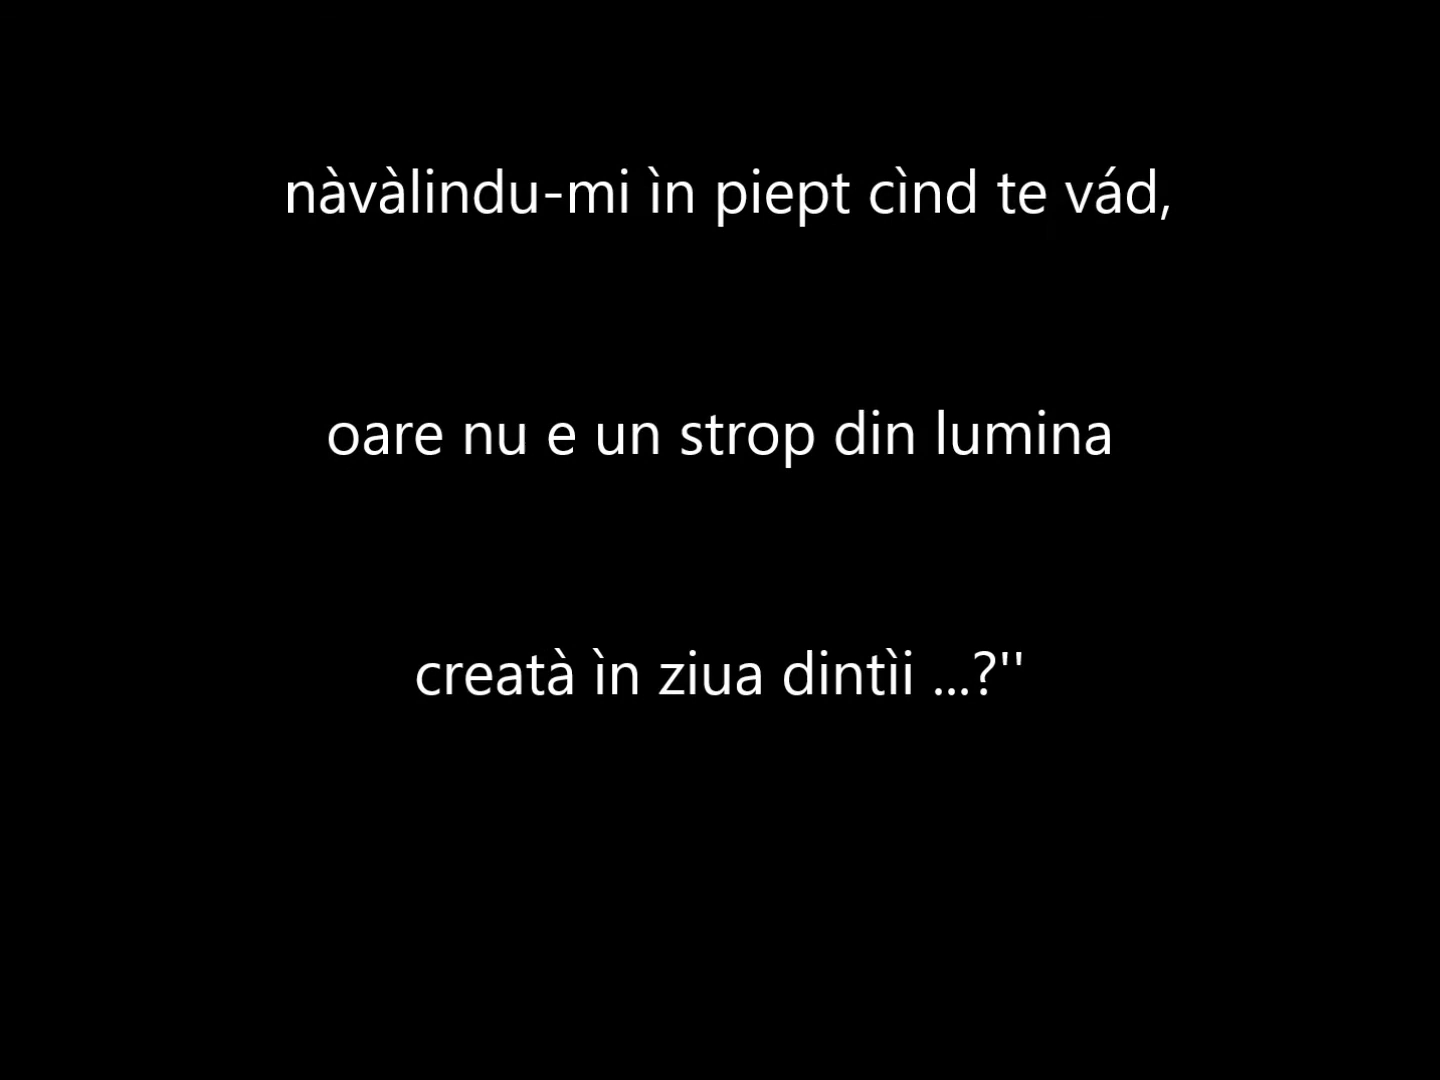 nàvàlindu-mi ìn piept cìnd te vád,
oare nu e un strop din lumina
creatà ìn ziua dintìi ...?''